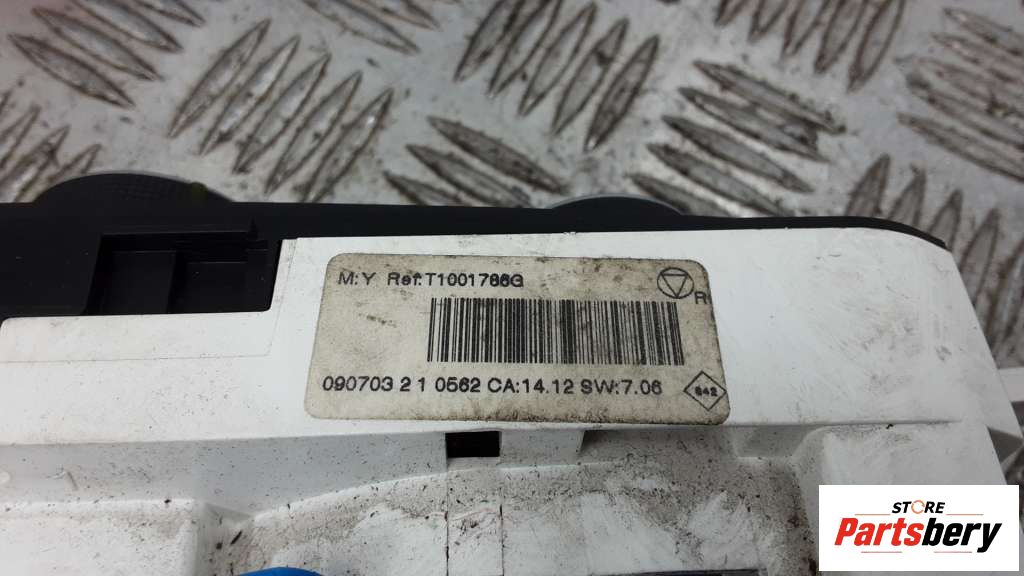 M:Y Ref:T1001786G
R
090703 2 1 0562 CA:14.12 SW:7.06
842
STORE
Partsbery